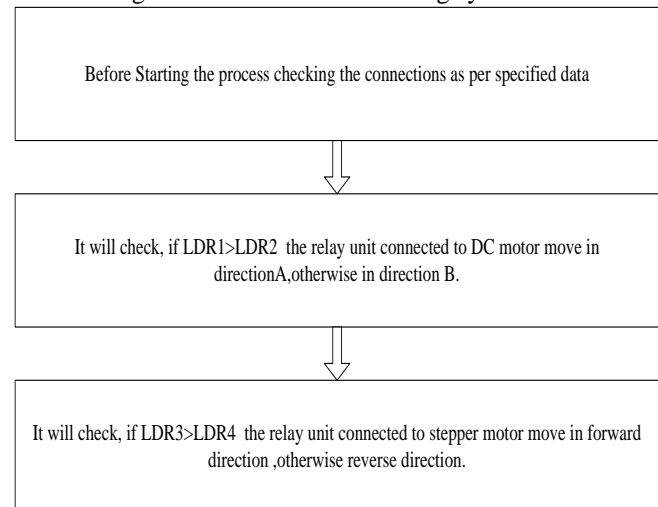 Before Starting the process checking the connections as per specified data
It will check, if LDR1>LDR2 the relay unit connected to DC motor move in
directionA,otherwise in direction B.
It will check, if LDR3>LDR4 the relay unit connected to stepper motor move in forward
direction ,otherwise reverse direction.